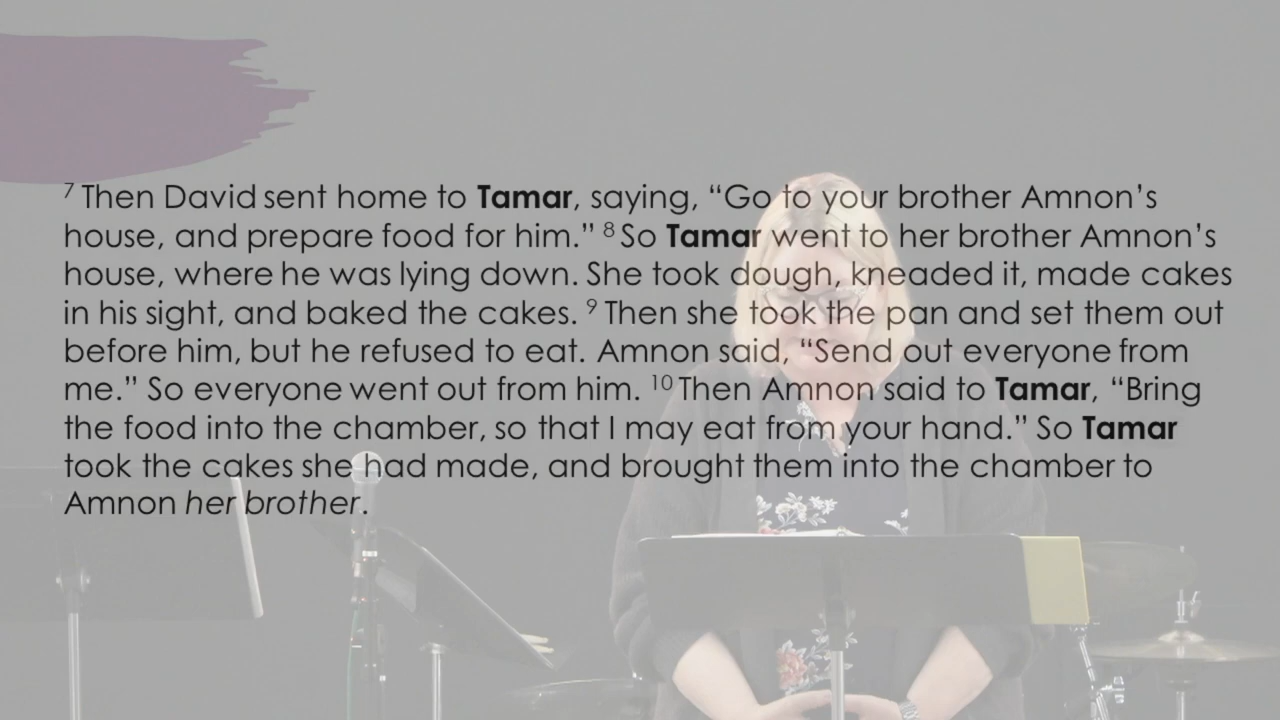 7 Then David sent home to Tamar, saying, “Go to your brother Amnon’s
house, and prepare food for him.” 8 So Tamar went to her brother Amnon’s
house, where he was lying down. She took dough, kneaded it, made cakes
in his sight, and baked the cakes. 9 Then she took the pan and set them out
before him, but he refused to eat. Amnon said, “Send out everyone from
me.” So everyone went out from him. 10 Then Amnon said to Tamar, “Bring
the food into the chamber, so that I may eat from your hand.” So Tamar
took the cakes she had made, and brought them into the chamber to
Amnon her brother.